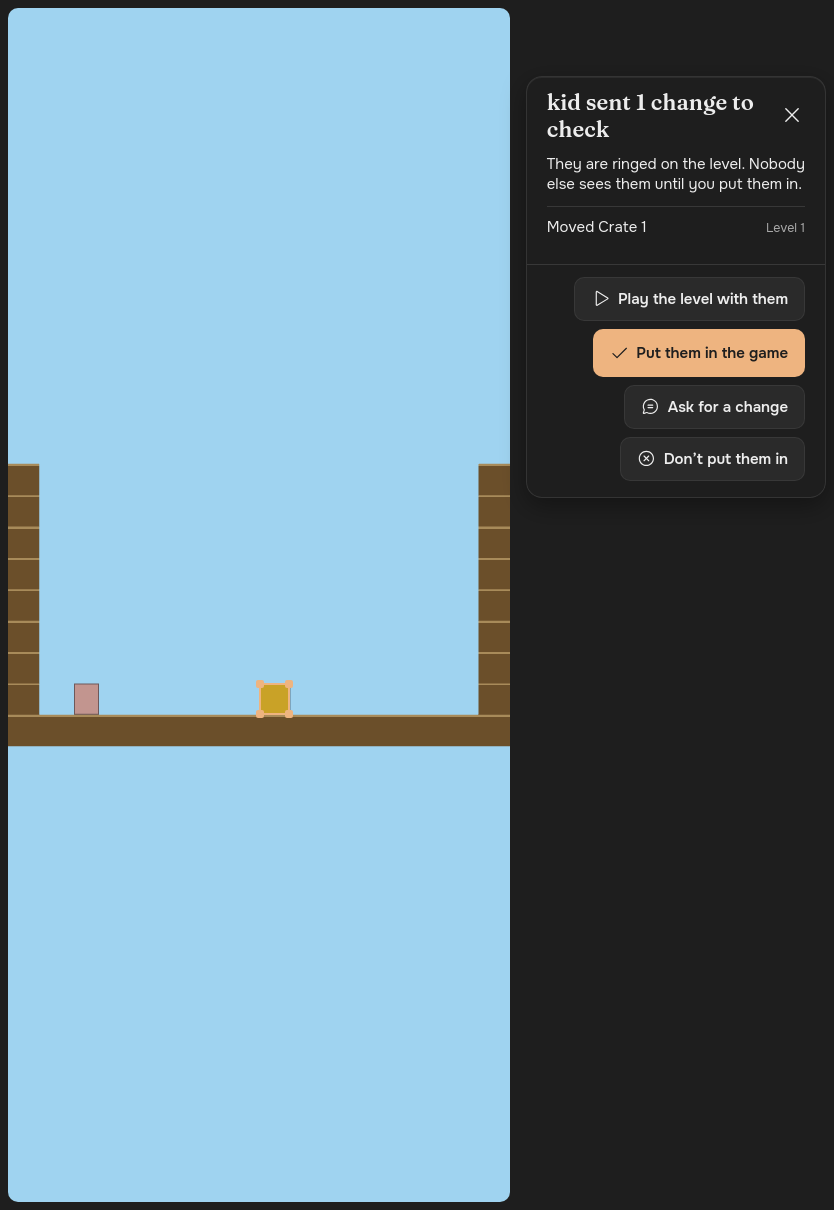 kid sent 1 change to
check
They are ringed on the level. Nobody
else sees them until you put them in.
Moved Crate 1
Level 1
Play the level with them
Put them in the game
Ask for a change
Don’t put them in